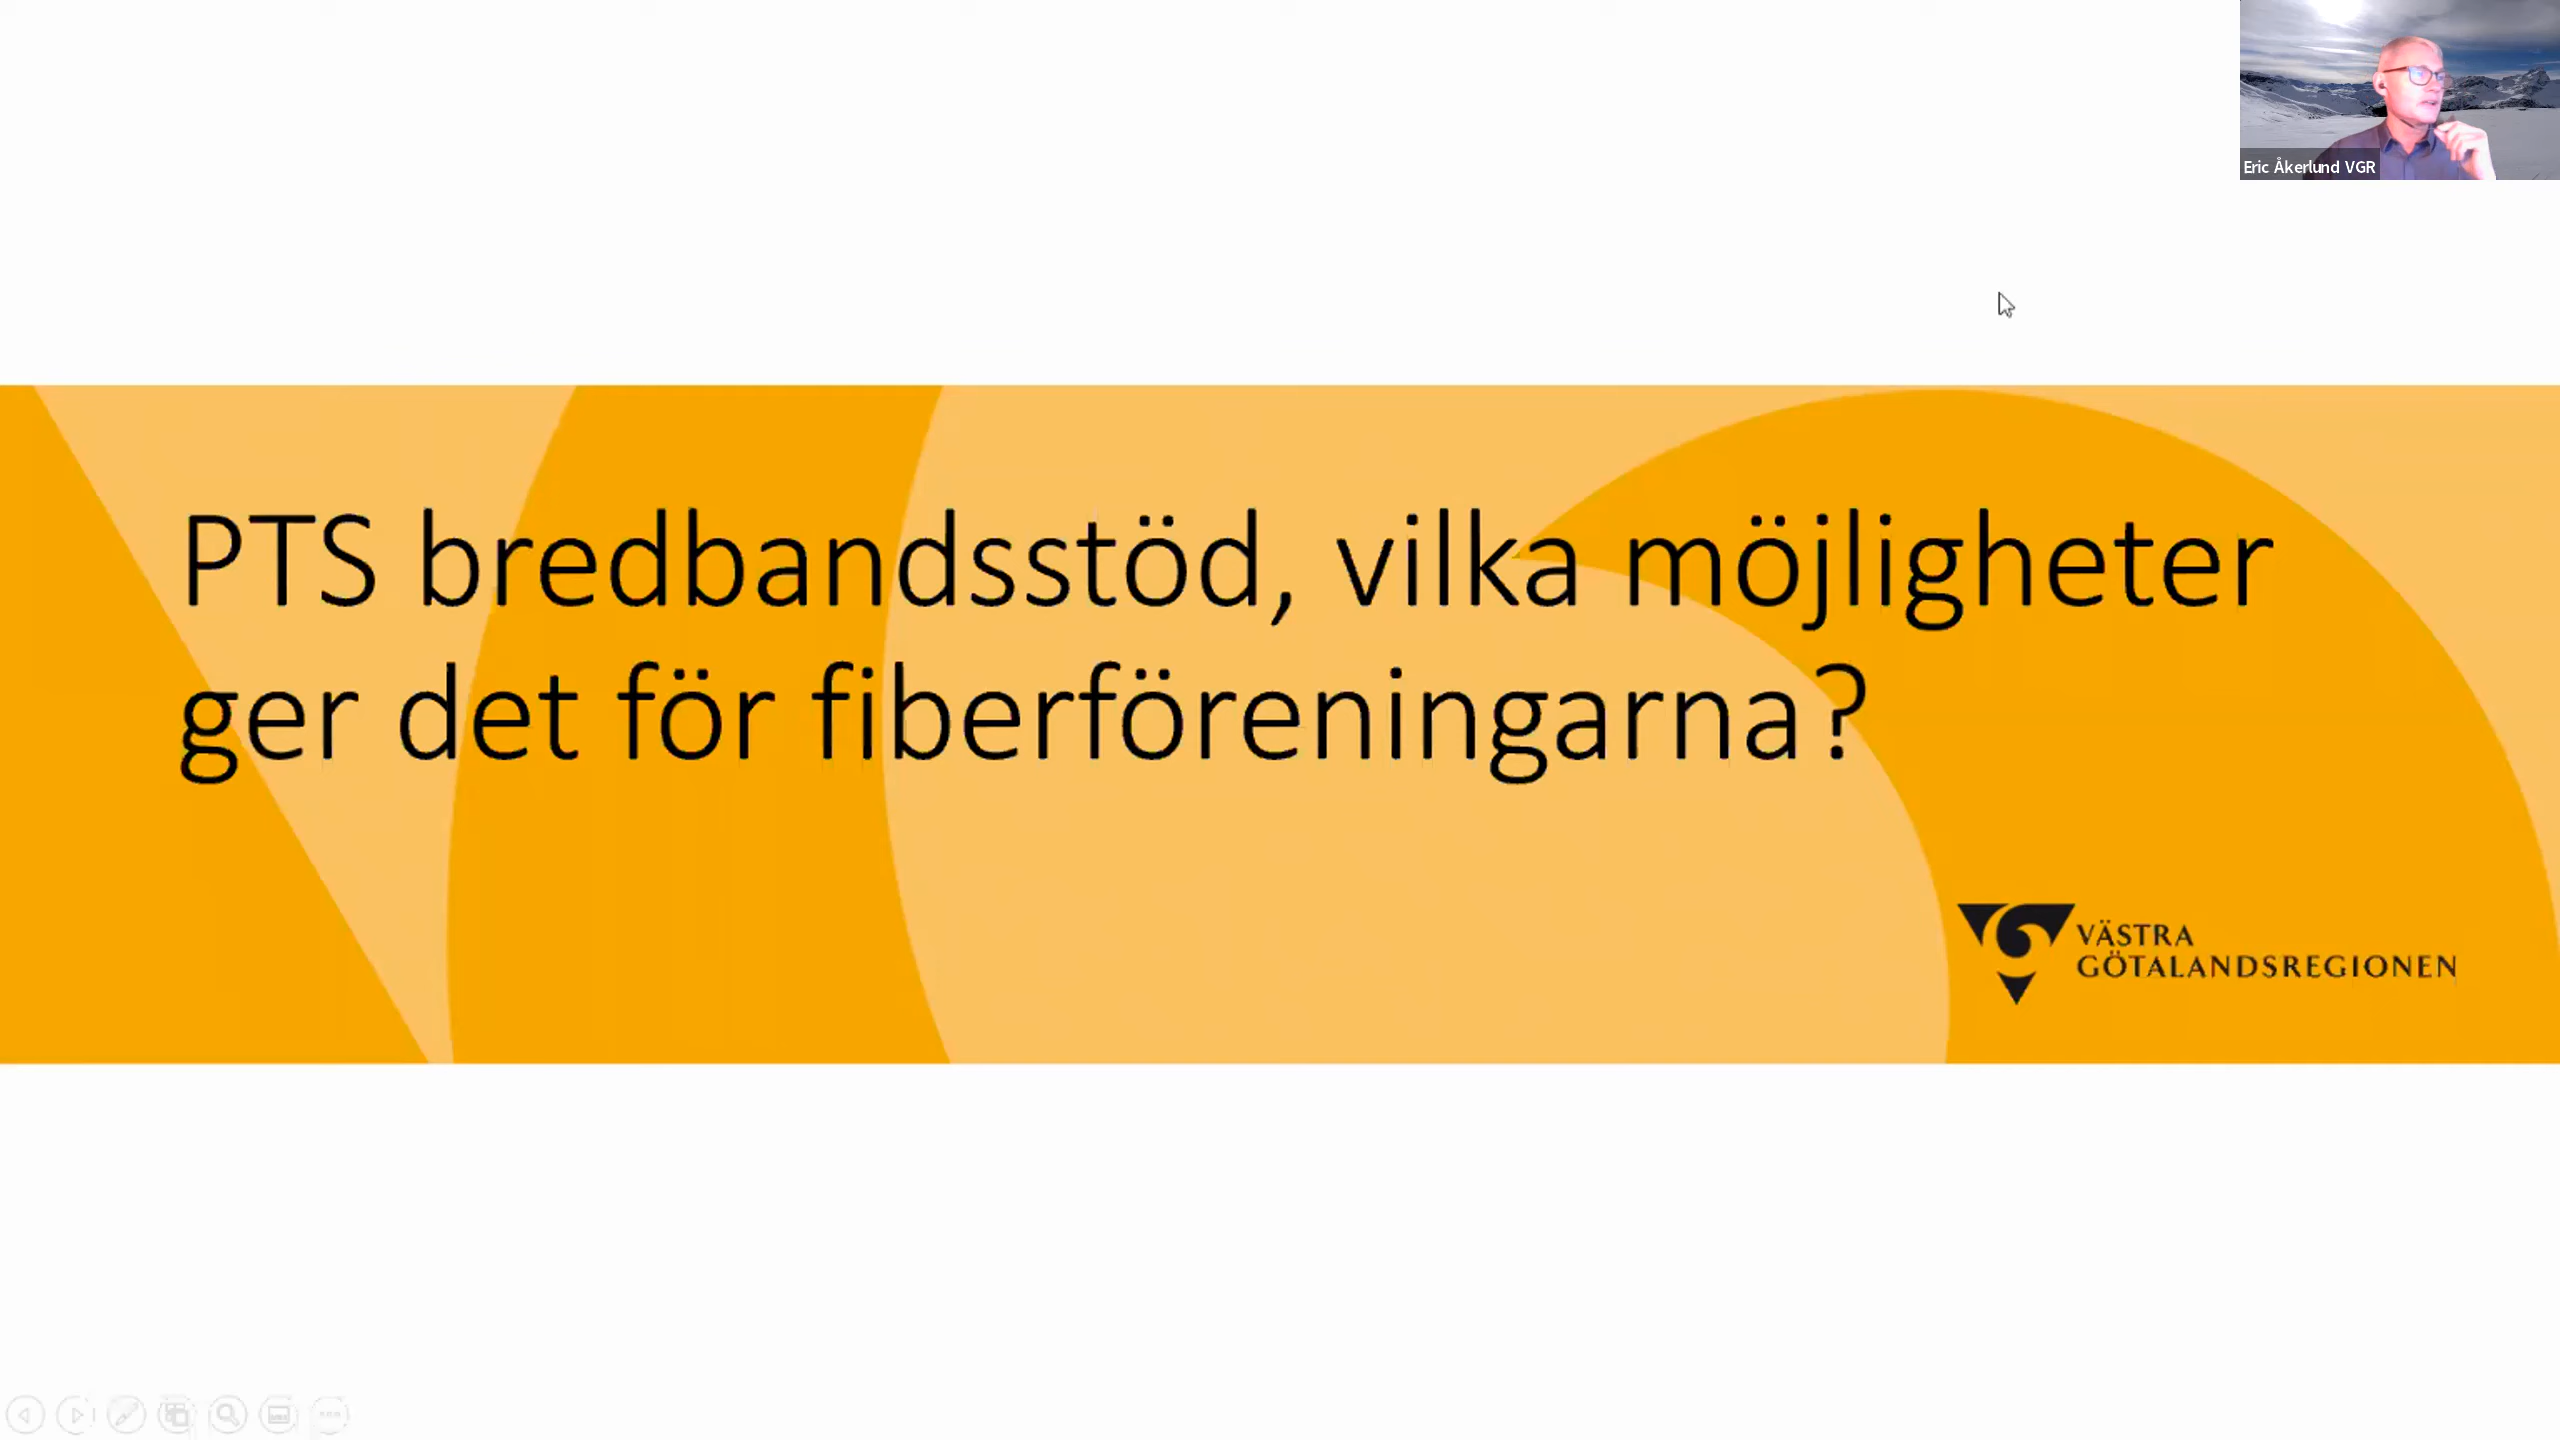 Eric Åkerlund VGR
PTS bredbandsstöd, vilka möjligheter
ger det för fiberföreningarna?
VÄSTRA
GÖTALANDSREGIONEN